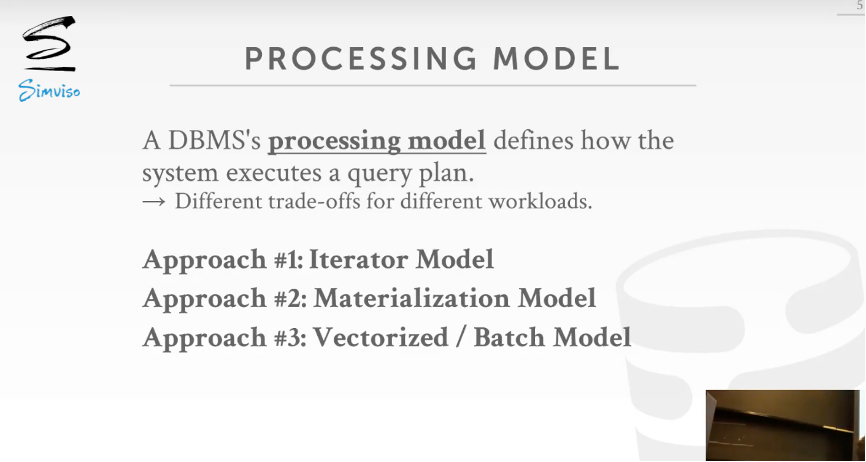 5
Simviso
PROCESSING MODEL
A DBMS's processing model defines how the
system executes a query plan.
→ Different trade-offs for different workloads.
Approach #1: Iterator Model
Approach #2: Materialization Model
Approach #3: Vectorized / Batch Model